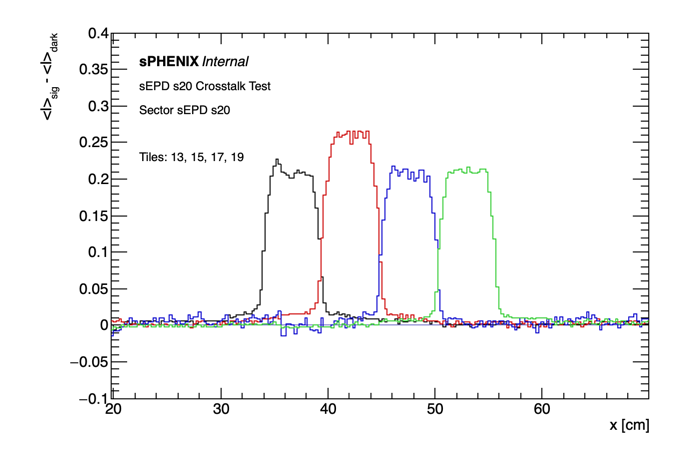 <I>sig - <I>dark
0.4
0.35
0.3
0.25
0.2
0.15
0.1
0.05
0
−0.05
−0.1
sPHENIX Internal
sEPD s20 Crosstalk Test
Sector sEPD s20
Tiles: 13, 15, 17, 19
20 30 40 50 60
x [cm]